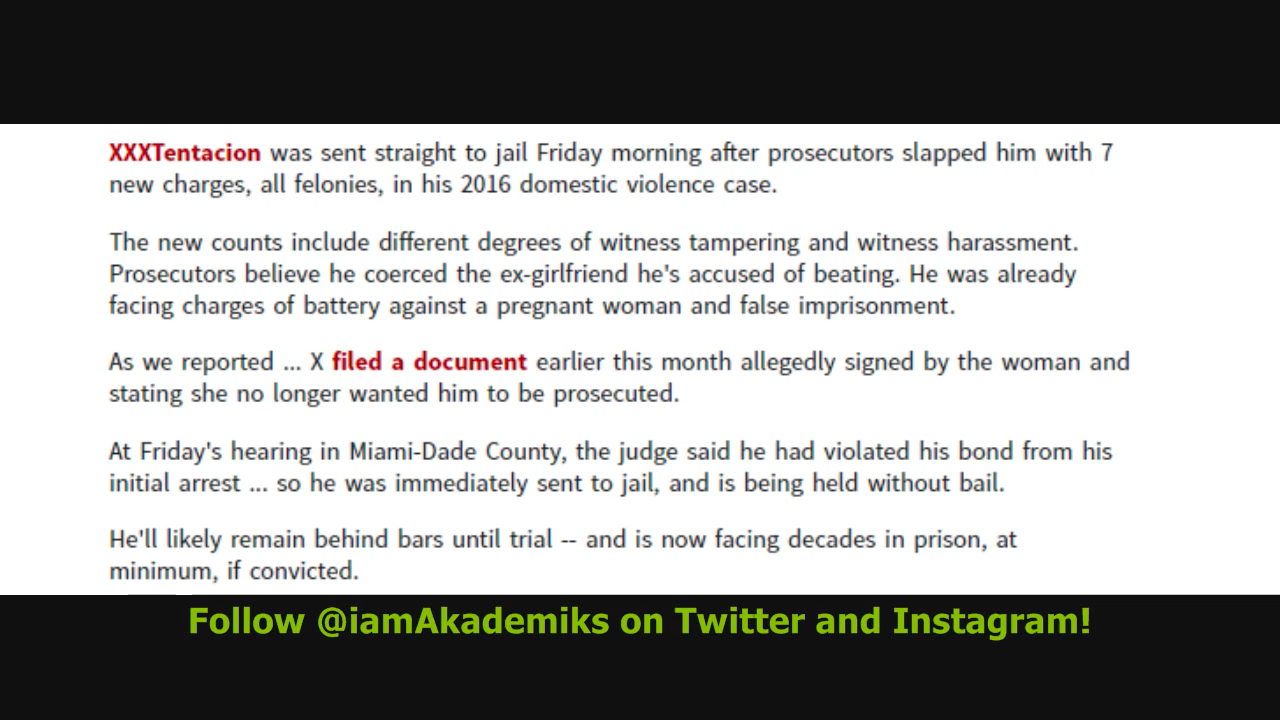 XXXTentacion was sent straight to jail Friday morning after prosecutors slapped him with 7
new charges, all felonies, in his 2016 domestic violence case.
The new counts include different degrees of witness tampering and witness harassment.
Prosecutors believe he coerced the ex-girlfriend he's accused of beating. He was already
facing charges of battery against a pregnant woman and false imprisonment.
As we reported ... X filed a document earlier this month allegedly signed by the woman and
stating she no longer wanted him to be prosecuted.
At Friday's hearing in Miami-Dade County, the judge said he had violated his bond from his
initial arrest ... so he was immediately sent to jail, and is being held without bail.
He'll likely remain behind bars until trial -- and is now facing decades in prison, at
minimum, if convicted.
Follow @iamAkademiks on Twitter and Instagram!